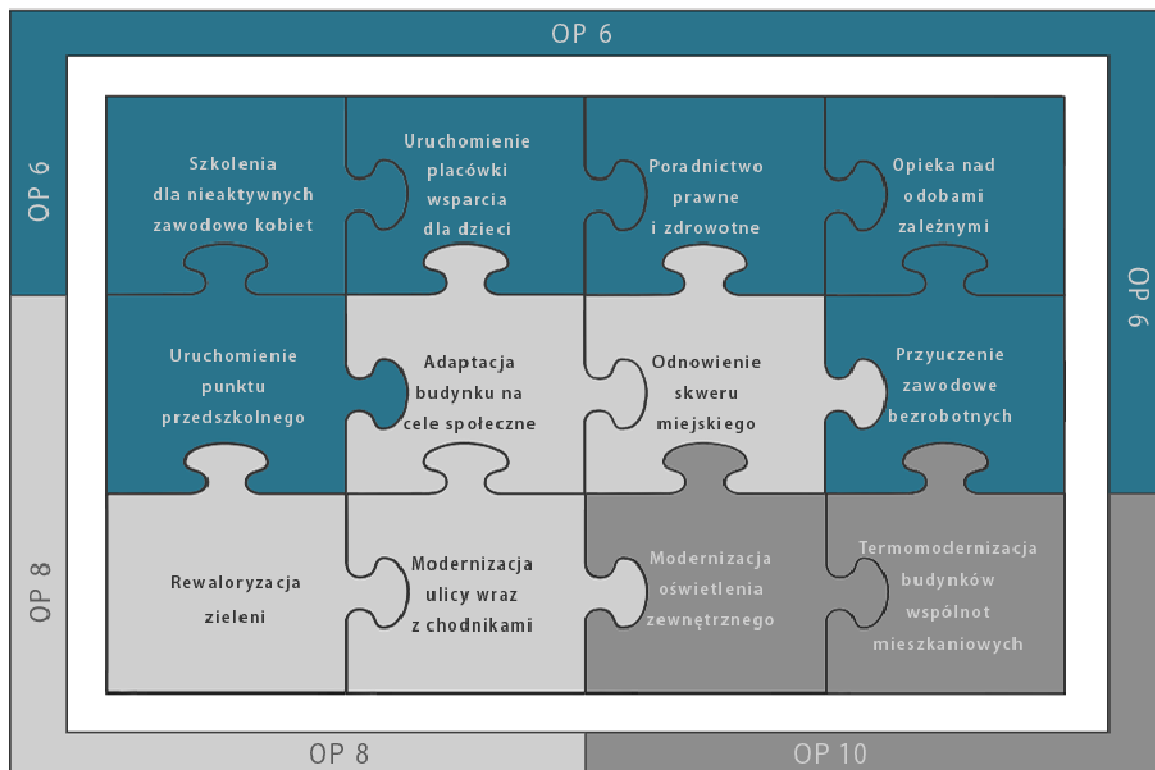 OP 6
OP 6
Szkolenia
dla nieaktywnych
zawodowo kobiet
Uruchomienie
placówki
wsparcia
dla dzieci
Poradnictwo
prawne
i zdrowotne
Opieka nad
odobami
zależnymi
OP 6
Uruchomienie
punktu
przedszkolnego
Adaptacja
budynku na
cele społeczne
Odnowienie
skweru
miejskiego
Przyuczenie
zawodowe
bezrobotnych
OP 8
Rewaloryzacja
zieleni
Modernizacja
ulicy wraz
z chodnikami
Modernizacja
oświetlenia
zewnętrznego
Termomodernizacja
budynków
wspólnot
mieszkaniowych
OP 8
OP 10